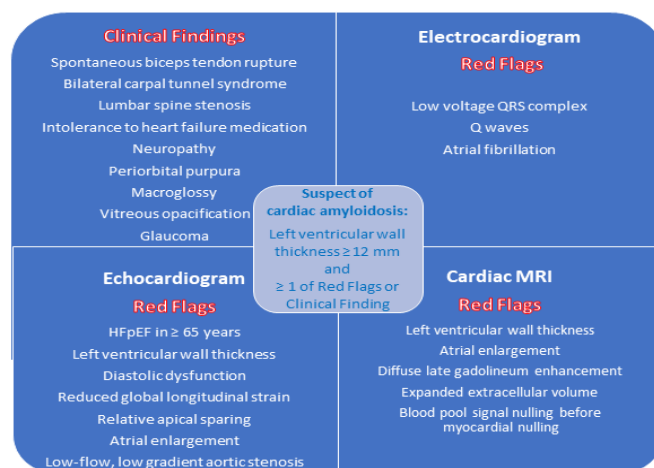 Clinical Findings
Spontaneous biceps tendon rupture
Bilateral carpal tunnel syndrome
Lumbar spine stenosis
Intolerance to heart failure medication
Neuropathy
Periorbital purpura
Macroglossy
Vitreous opacification
Glaucoma
Electrocardiogram
Red Flags
Low voltage QRS complex
Q waves
Atrial fibrillation
Suspect of
cardiac amyloidosis:
Left ventricular wall
thickness ≥ 12 mm
and
≥ 1 of Red Flags or
Clinical Finding
Echocardiogram
Red Flags
HFpEF in ≥ 65 years
Left ventricular wall thickness
Diastolic dysfunction
Reduced global longitudinal strain
Relative apical sparing
Atrial enlargement
Low-flow, low gradient aortic stenosis
Cardiac MRI
Red Flags
Left ventricular wall thickness
Atrial enlargement
Diffuse late gadolineum enhancement
Expanded extracellular volume
Blood pool signal nulling before
myocardial nulling